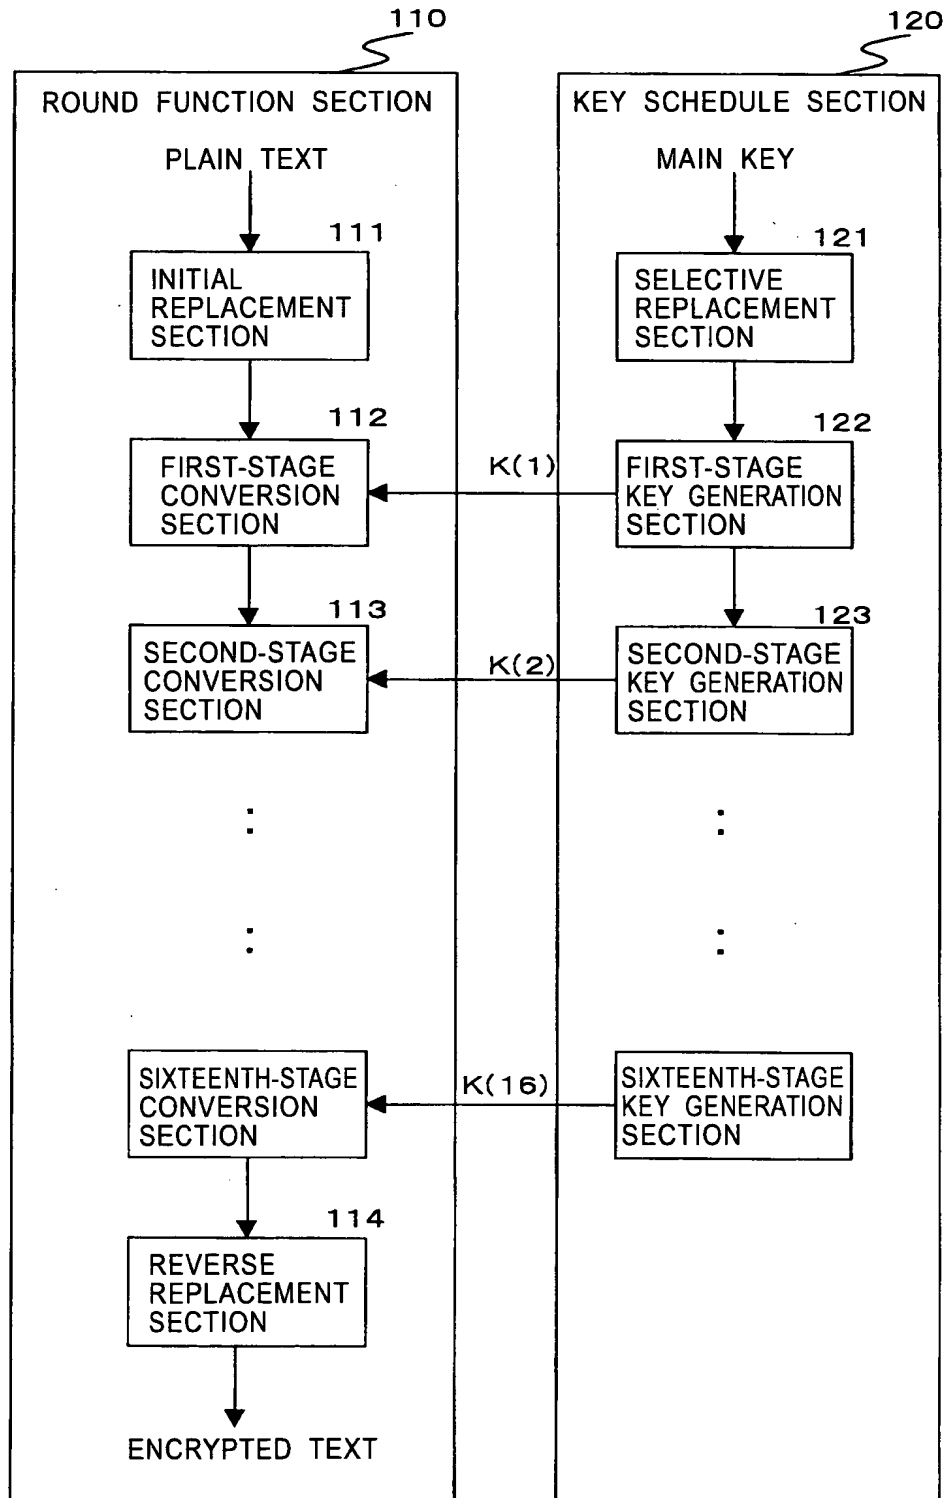 110
120
ROUND FUNCTION SECTION
KEY SCHEDULE SECTION
PLAIN TEXT
MAIN KEY
111
121
INITIAL
REPLACEMENT
SECTION
SELECTIVE
REPLACEMENT
SECTION
112
122
FIRST-STAGE
CONVERSION
SECTION
K(1)
FIRST-STAGE
KEY GENERATION
SECTION
113
123
SECOND-STAGE
CONVERSION
SECTION
K(2)
SECOND-STAGE
KEY GENERATION
SECTION
SIXTEENTH-STAGE
CONVERSION
SECTION
K(16)
SIXTEENTH-STAGE
KEY GENERATION
SECTION
114
REVERSE
REPLACEMENT
SECTION
ENCRYPTED TEXT